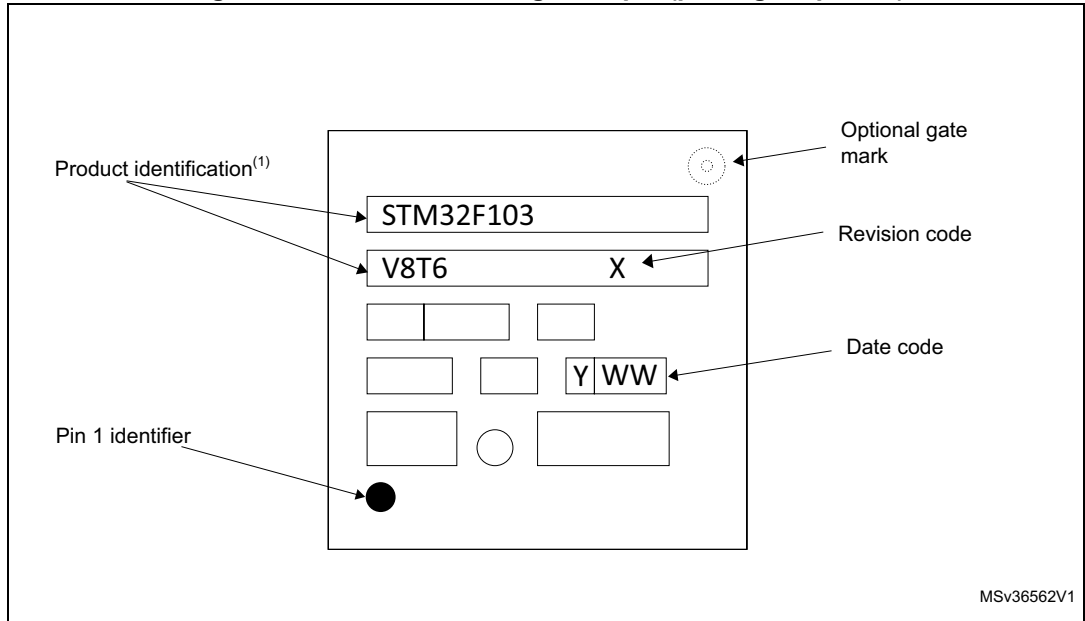 Optional gate
mark
Product identification(1)
STM32F103
Revision code
V8T6 X
Date code
Y WW
Pin 1 identifier
MSv36562V1